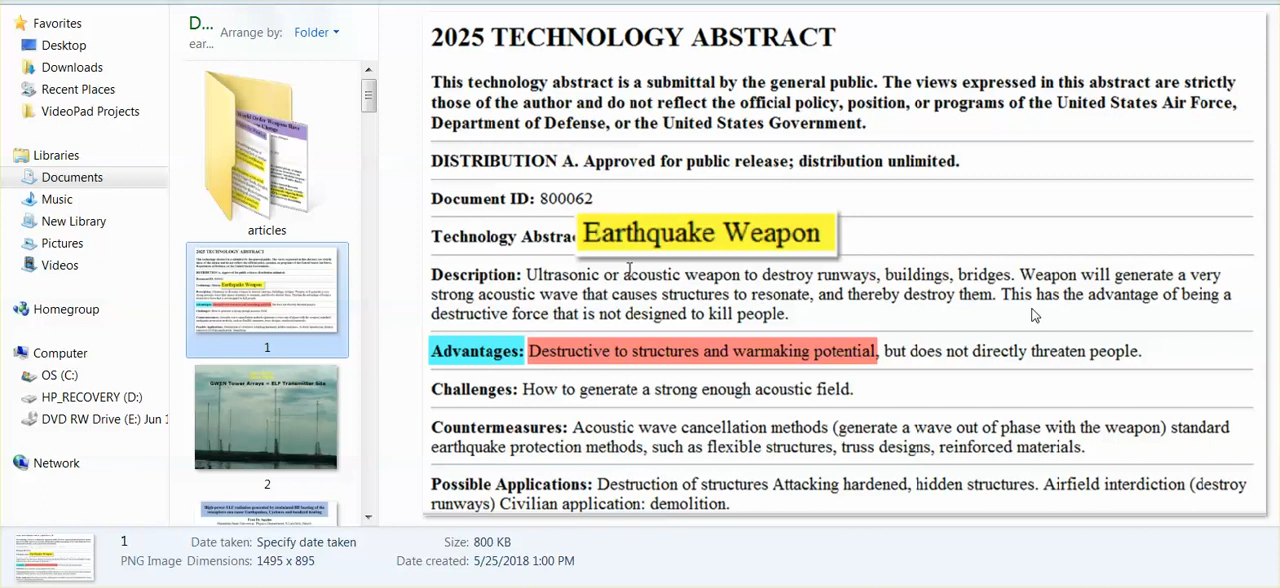 Favorites
Desktop
Downloads
Recent Places
VideoPad Projects
Libraries
Documents
Music
New Library
Pictures
Videos
Homegroup
Computer
OS (C:)
HP_RECOVERY (D:)
DVD RW Drive (E:) Jun 1
Network
D...
ear...
Arrange by: Folder
articles
1
GWEN Tower Arrays = ELF Transmitter Site
2
2025 TECHNOLOGY ABSTRACT
This technology abstract is a submittal by the general public. The views expressed in this abstract are strictly
those of the author and do not reflect the official policy, position, or programs of the United States Air Force,
Department of Defense, or the United States Government.
DISTRIBUTION A. Approved for public release; distribution unlimited.
Document ID: 800062
Technology Abstrac Earthquake Weapon
Description: Ultrasonic or acoustic weapon to destroy runways, buildings, bridges. Weapon will generate a very
strong acoustic wave that causes structures to resonate, and thereby destroy them. This has the advantage of being a
destructive force that is not designed to kill people.
Advantages: Destructive to structures and warmaking potential, but does not directly threaten people.
Challenges: How to generate a strong enough acoustic field.
Countermeasures: Acoustic wave cancellation methods (generate a wave out of phase with the weapon) standard
earthquake protection methods, such as flexible structures, truss designs, reinforced materials.
Possible Applications: Destruction of structures Attacking hardened, hidden structures. Airfield interdiction (destroy
runways) Civilian application: demolition.
1
PNG Image
Date taken: Specify date taken
Dimensions: 1495 x 895
Size: 800 KB
Date created: 5/25/2018 1:00 PM